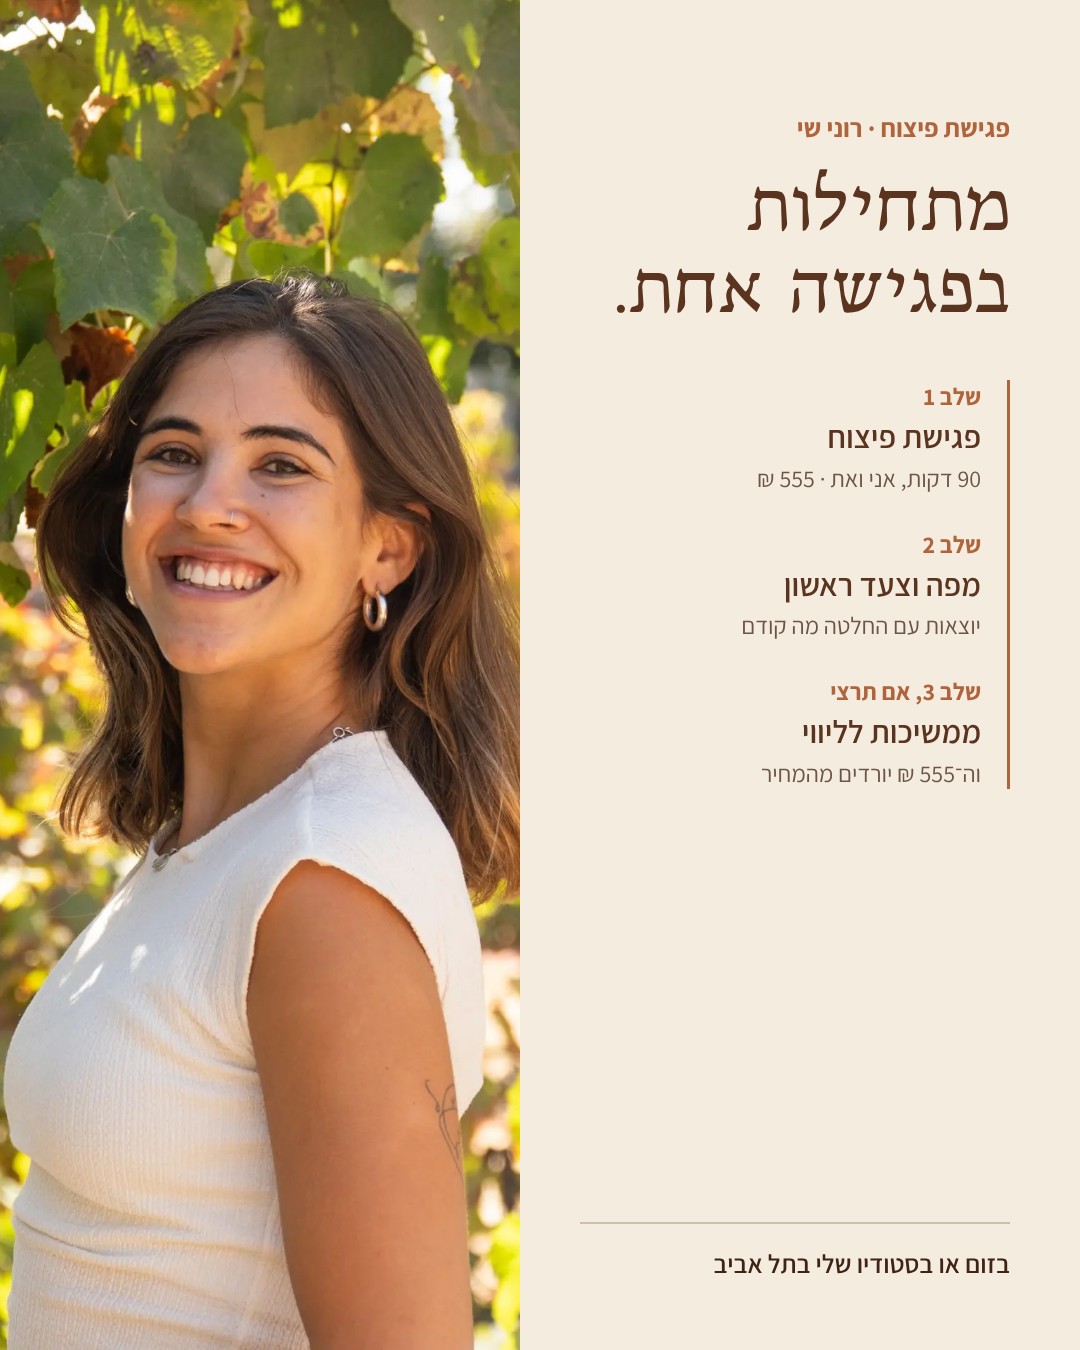 פגישת פיצוח · רוני שי
מתחילות
בפגישה אחת.
שלב 1
פגישת פיצוח
90 דקות, אני ואת · 555 ₪
שלב 2
מפה וצעד ראשון
יוצאות עם החלטה מה קודם
שלב 3, אם תרצי
ממשיכות לליווי
וה־555 ₪ יורדים מהמחיר
בזום או בסטודיו שלי בתל אביב